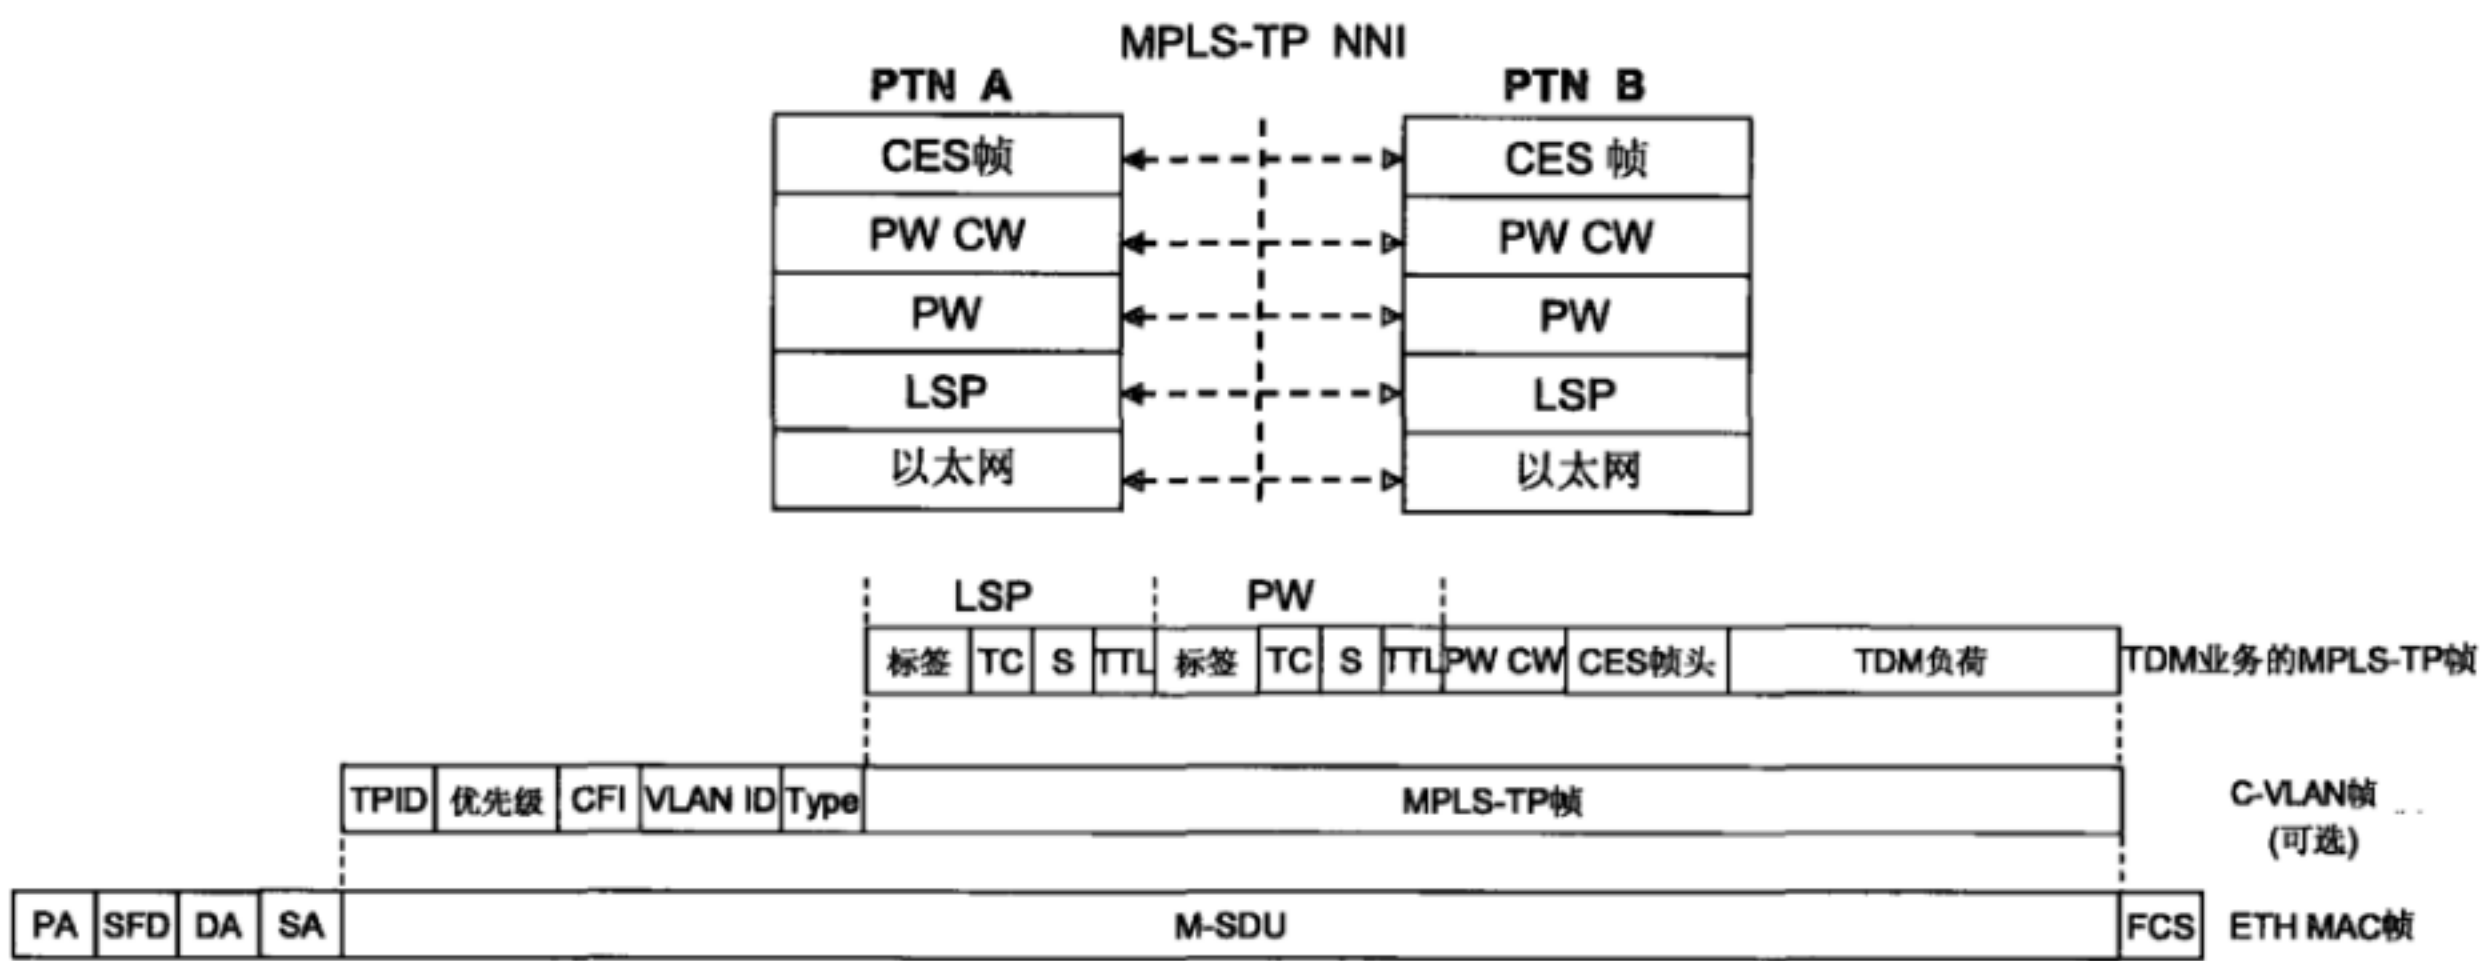 MPLS-TP NNI
PTN A PTN B
CES帧 CES 帧
PW CW PW CW
PW PW
LSP LSP
以太网 以太网
LSP PW
标签 TC S TTL 标签 TC S TTL PW CW CES帧头 TDM负荷 TDM业务的MPLS-TP帧
TPID 优先级 CFI VLAN ID Type MPLS-TP帧 C-VLAN帧
(可选)
PA SFD DA SA M-SDU FCS ETH MAC帧